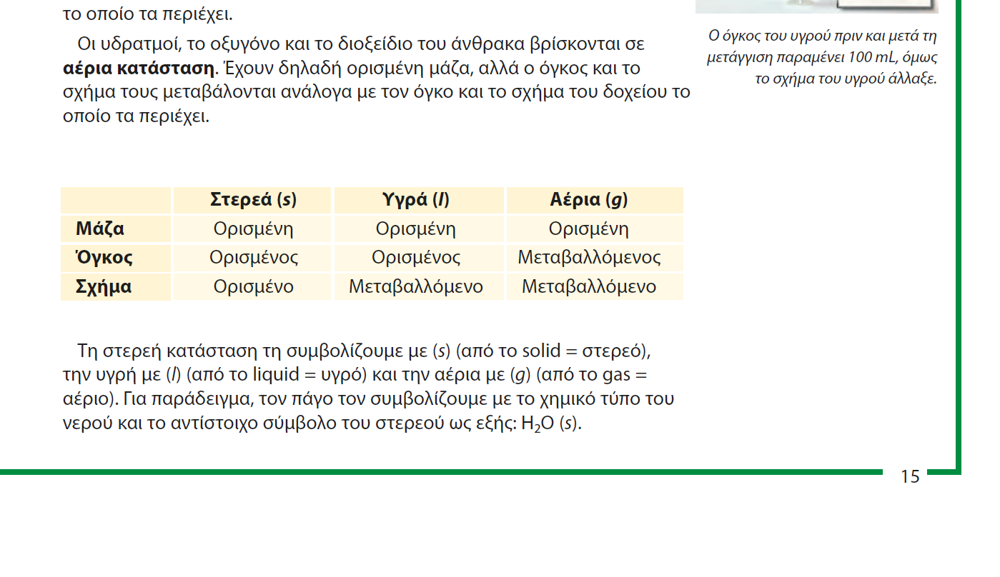 το οποίο τα περιέχει.
Οι υδρατμοί, το οξυγόνο και το διοξείδιο του άνθρακα βρίσκονται σε
αέρια κατάσταση. Έχουν δηλαδή ορισμένη μάζα, αλλά ο όγκος και το
σχήμα τους μεταβάλονται ανάλογα με τον όγκο και το σχήμα του δοχείου το
οποίο τα περιέχει.
Ο όγκος του υγρού πριν και μετά τη
μετάγγιση παραμένει 100 mL, όμως
το σχήμα του υγρού άλλαξε.
Στερεά (s) Υγρά (l) Αέρια (g)
Μάζα Ορισμένη Ορισμένη Ορισμένη
Όγκος Ορισμένος Ορισμένος Μεταβαλλόμενος
Σχήμα Ορισμένο Μεταβαλλόμενο Μεταβαλλόμενο
Τη στερεή κατάσταση τη συμβολίζουμε με (s) (από το solid = στερεό),
την υγρή με (l) (από το liquid = υγρό) και την αέρια με (g) (από το gas =
αέριο). Για παράδειγμα, τον πάγο τον συμβολίζουμε με το χημικό τύπο του
νερού και το αντίστοιχο σύμβολο του στερεού ως εξής: H₂O (s).
15